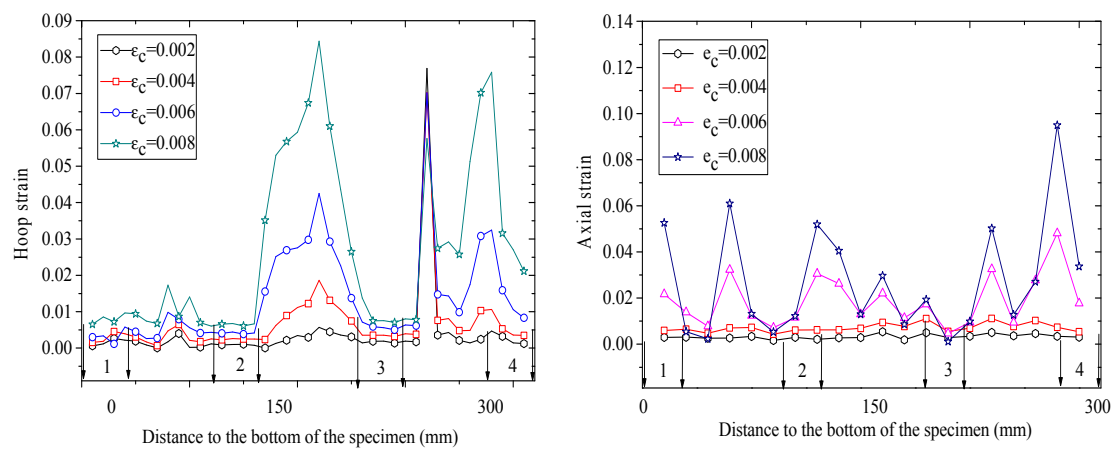 0.09
0.08
0.07
0.06
0.05
0.04
0.03
0.02
0.01
0.00
Hoop strain
εc=0.002
εc=0.004
εc=0.006
εc=0.008
1
2
3
4
0
150
300
Distance to the bottom of the specimen (mm)
0.14
0.12
0.10
0.08
0.06
0.04
0.02
0.00
Axial strain
ec=0.002
ec=0.004
ec=0.006
ec=0.008
1
2
3
4
0
150
300
Distance to the bottom of the specimen (mm)